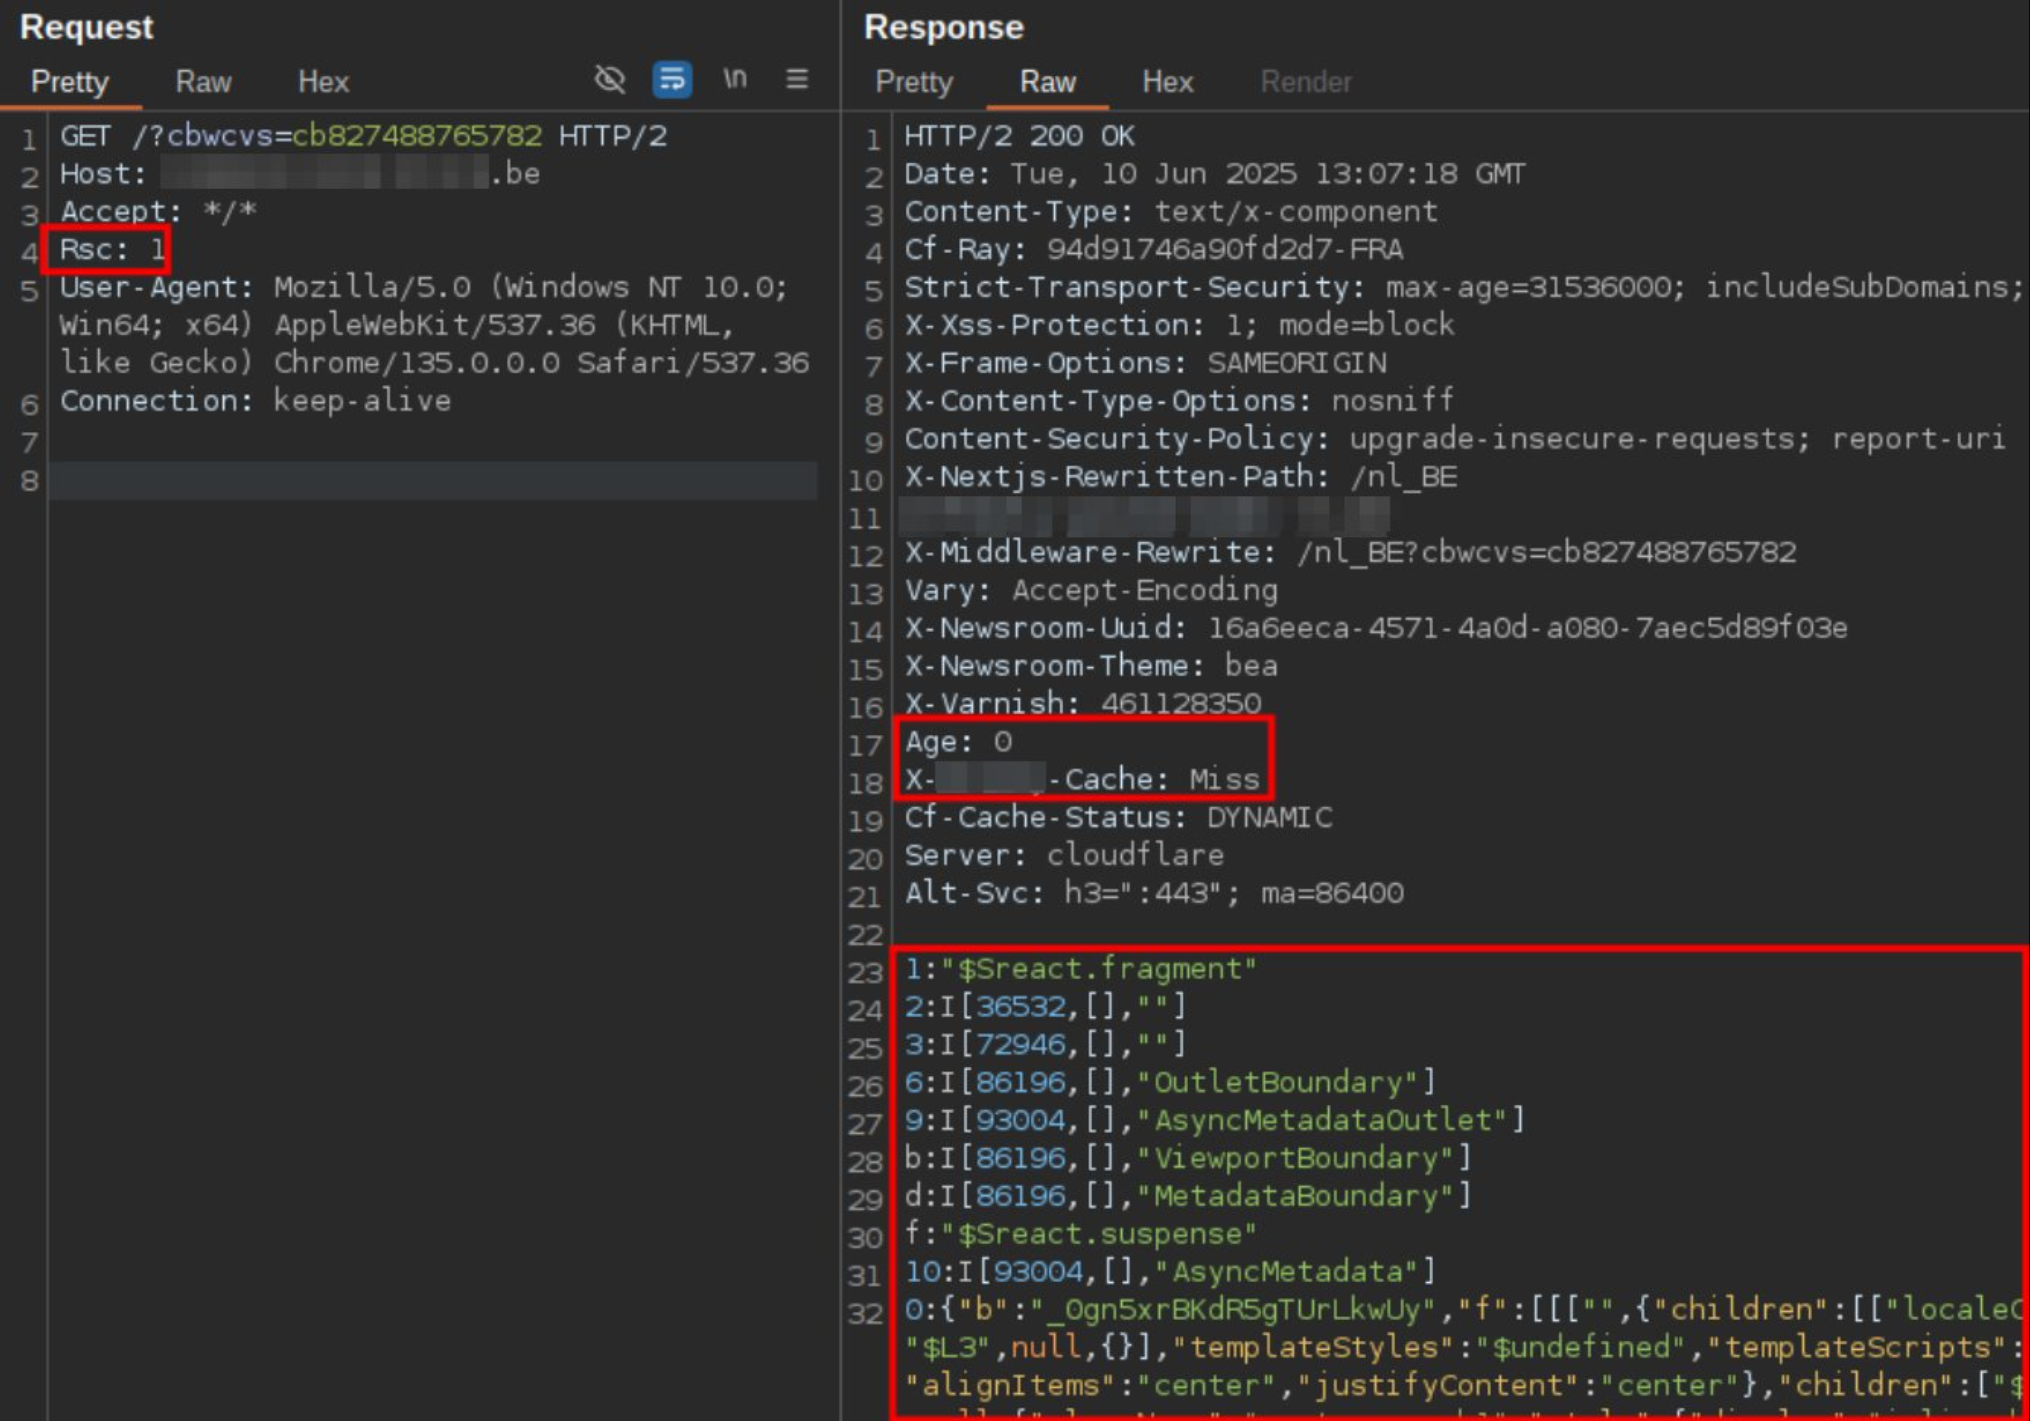 Request
Pretty Raw Hex \n
1 GET /?cbwcvs=cb827488765782 HTTP/2
2 Host: .be
3 Accept: */*
4 Rsc: 1
5 User-Agent: Mozilla/5.0 (Windows NT 10.0;
Win64; x64) AppleWebKit/537.36 (KHTML,
like Gecko) Chrome/135.0.0.0 Safari/537.36
6 Connection: keep-alive
7
8
Response
Pretty Raw Hex Render
1 HTTP/2 200 OK
2 Date: Tue, 10 Jun 2025 13:07:18 GMT
3 Content-Type: text/x-component
4 Cf-Ray: 94d91746a90fd2d7-FRA
5 Strict-Transport-Security: max-age=31536000; includeSubDomains;
6 X-Xss-Protection: 1; mode=block
7 X-Frame-Options: SAMEORIGIN
8 X-Content-Type-Options: nosniff
9 Content-Security-Policy: upgrade-insecure-requests; report-uri
10 X-Nextjs-Rewritten-Path: /nl_BE
11
12 X-Middleware-Rewrite: /nl_BE?cbwcvs=cb827488765782
13 Vary: Accept-Encoding
14 X-Newsroom-Uuid: 16a6eeca-4571-4a0d-a080-7aec5d89f03e
15 X-Newsroom-Theme: bea
16 X-Varnish: 461128350
17 Age: 0
18 X- -Cache: Miss
19 Cf-Cache-Status: DYNAMIC
20 Server: cloudflare
21 Alt-Svc: h3=":443"; ma=86400
22
23 1:"$Sreact.fragment"
24 2:I[36532,[],""]
25 3:I[72946,[],""]
26 6:I[86196,[],"OutletBoundary"]
27 9:I[93004,[],"AsyncMetadataOutlet"]
28 b:I[86196,[],"ViewportBoundary"]
29 d:I[86196,[],"MetadataBoundary"]
30 f:"$Sreact.suspense"
31 10:I[93004,[],"AsyncMetadata"]
32 0:{"b":"_0gn5xrBKdR5gTUrLkwUy","f":[[["",{"children":[["locale
"$L3",null,{}],"templateStyles":"$undefined","templateScripts":
"alignItems":"center","justifyContent":"center"},"children":["$